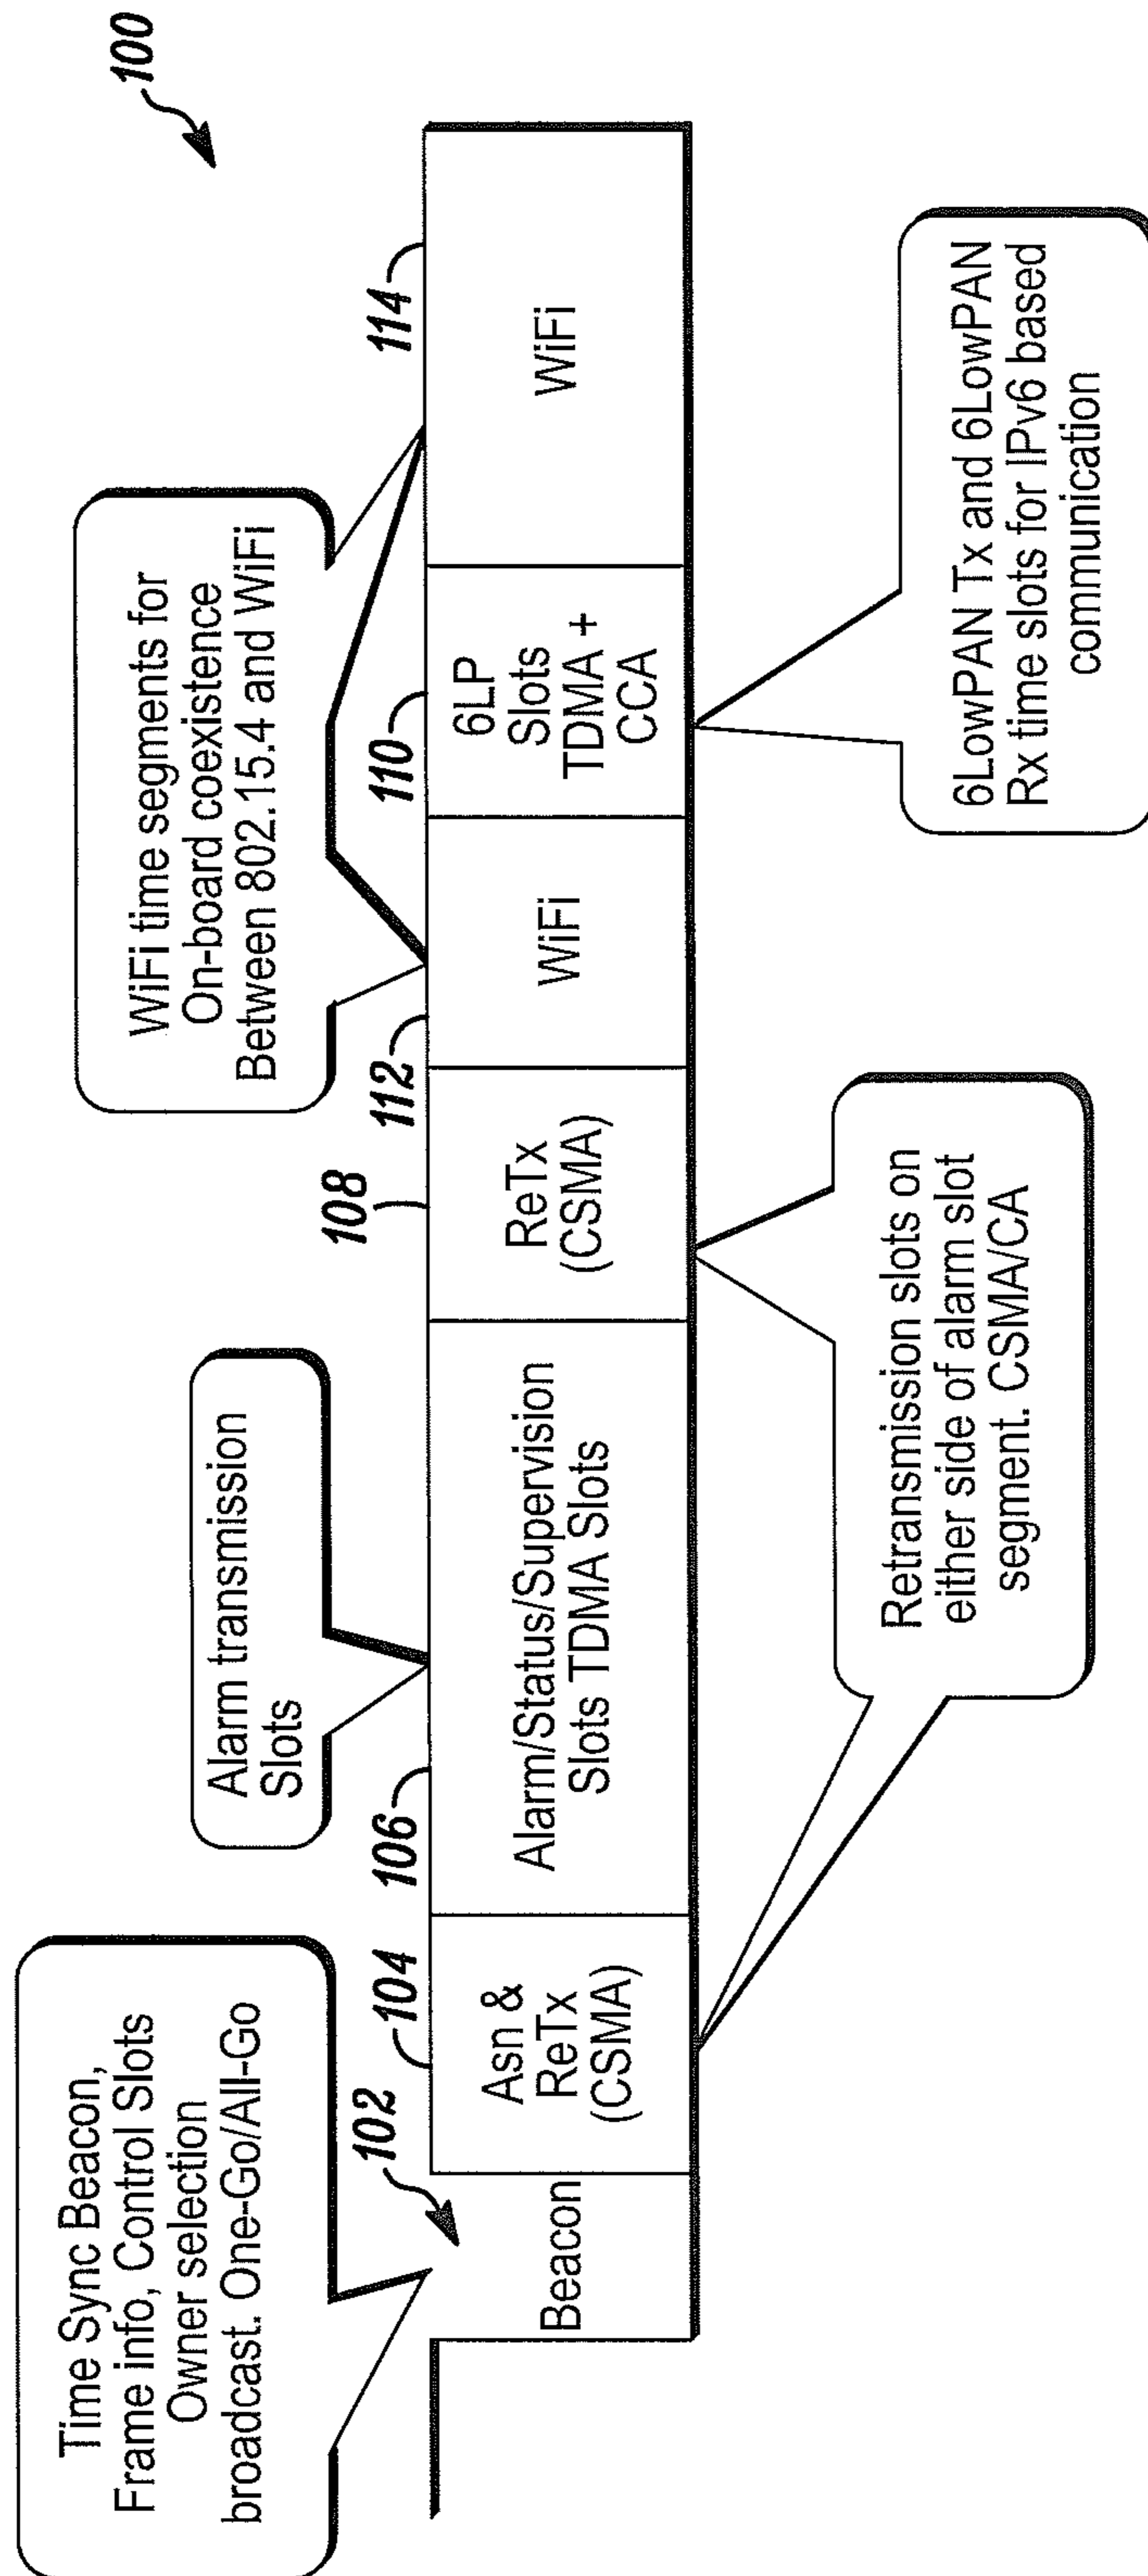 100
Time Sync Beacon,
Frame info, Control Slots
Owner selection
broadcast. One-Go/All-Go
Alarm transmission
Slots
WiFi time segments for
On-board coexistence
Between 802.15.4 and WiFi
102
104
106
108
112
110
114
Beacon
Asn &
ReTx
(CSMA)
Alarm/Status/Supervision
Slots TDMA Slots
ReTx
(CSMA)
WiFi
6LP
Slots
TDMA +
CCA
WiFi
Retransmission slots on
either side of alarm slot
segment. CSMA/CA
6LowPAN Tx and 6LowPAN
Rx time slots for IPv6 based
communication